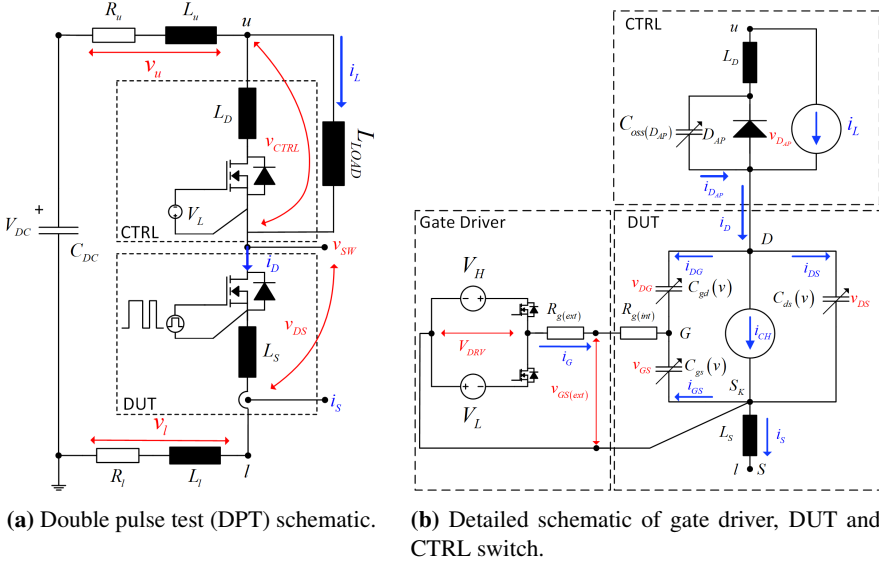 R_u
L_u
u
v_u
i_L
L_D
v_CTRL
L_LOAD
V_L
CTRL
+
V_DC
C_DC
v_SW
i_D
v_DS
L_S
DUT
i_S
v_l
R_l
L_l
l
(a) Double pulse test (DPT) schematic.
CTRL
u
L_D
C_oss(D_AP)
D_AP
v_D_AP
i_L
i_D_AP
Gate Driver
DUT
i_D
D
i_DG
i_DS
V_H
− +
v_DG
C_gd(v)
C_ds(v)
v_DS
R_g(ext)
R_g(int)
G
i_CH
V_DRV
i_G
v_GS
C_gs(v)
+ −
v_GS(ext)
i_GS
S_K
V_L
L_S
i_S
l
S
(b) Detailed schematic of gate driver, DUT and
CTRL switch.